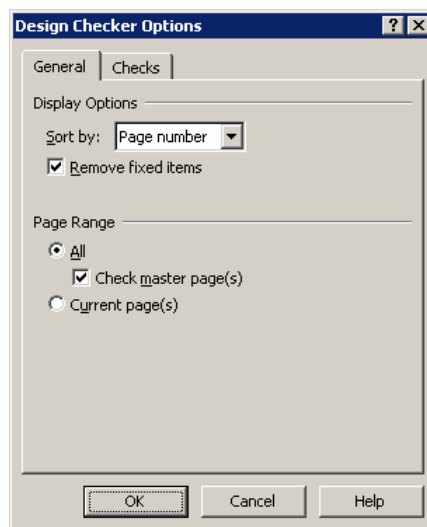 Design Checker Options
General Checks
Display Options
Sort by: Page number
Remove fixed items
Page Range
All
Check master page(s)
Current page(s)
OK Cancel Help